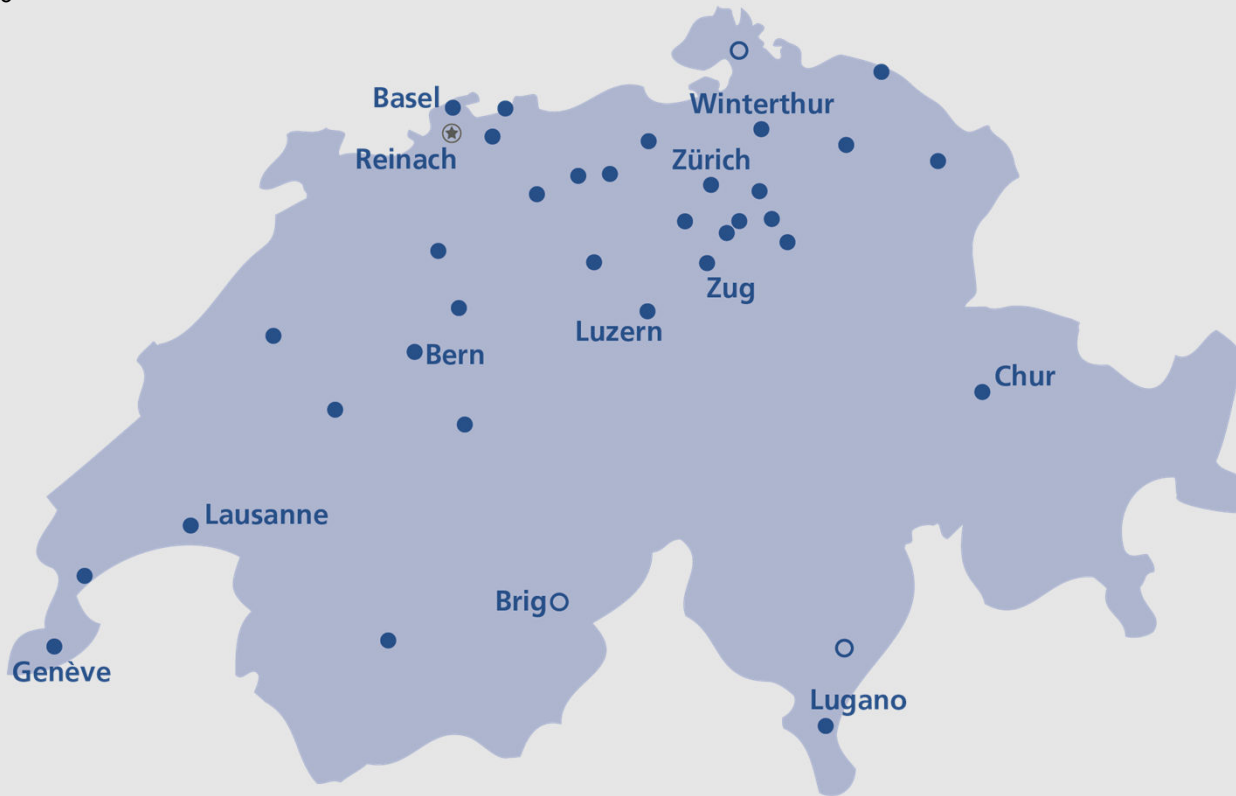 Basel
Winterthur
Reinach
Zürich
Zug
Luzern
Bern
Chur
Lausanne
Brig
Genève
Lugano